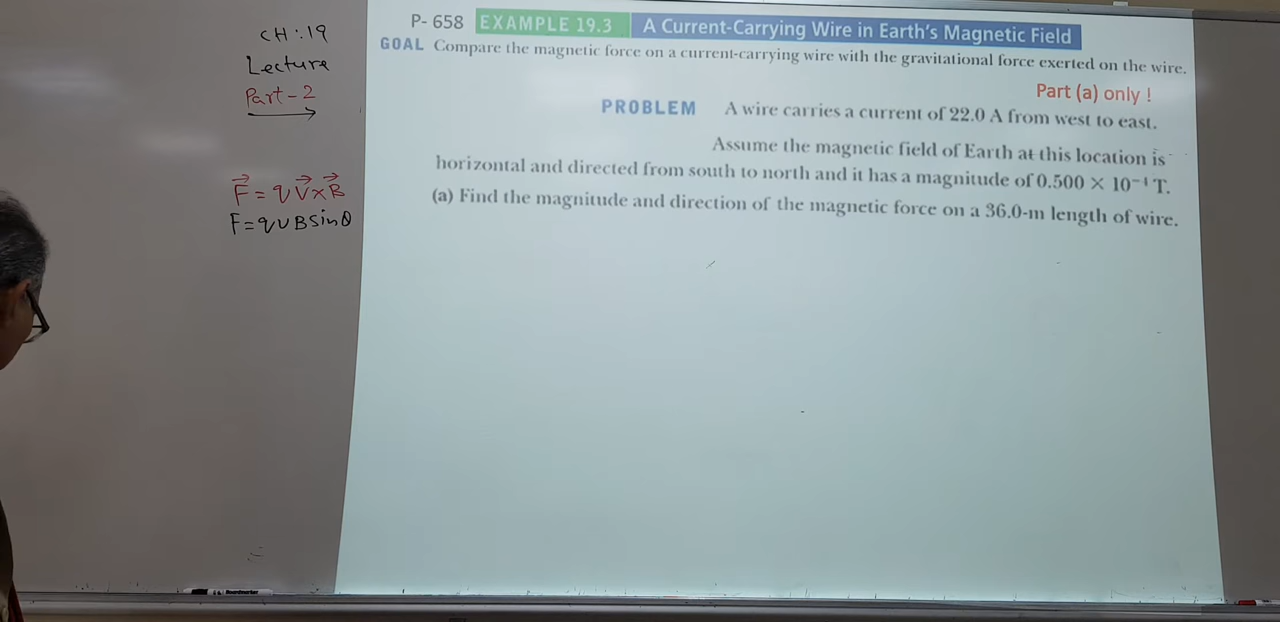 CH:19
Lecture
Part-2
F = qV×B
F=qvBsinθ
P- 658 EXAMPLE 19.3 A Current-Carrying Wire in Earth's Magnetic Field
GOAL Compare the magnetic force on a current-carrying wire with the gravitational force exerted on the wire.
Part (a) only !
PROBLEM A wire carries a current of 22.0 A from west to east.
Assume the magnetic field of Earth at this location is
horizontal and directed from south to north and it has a magnitude of 0.500 × 10⁻⁴ T.
(a) Find the magnitude and direction of the magnetic force on a 36.0-m length of wire.